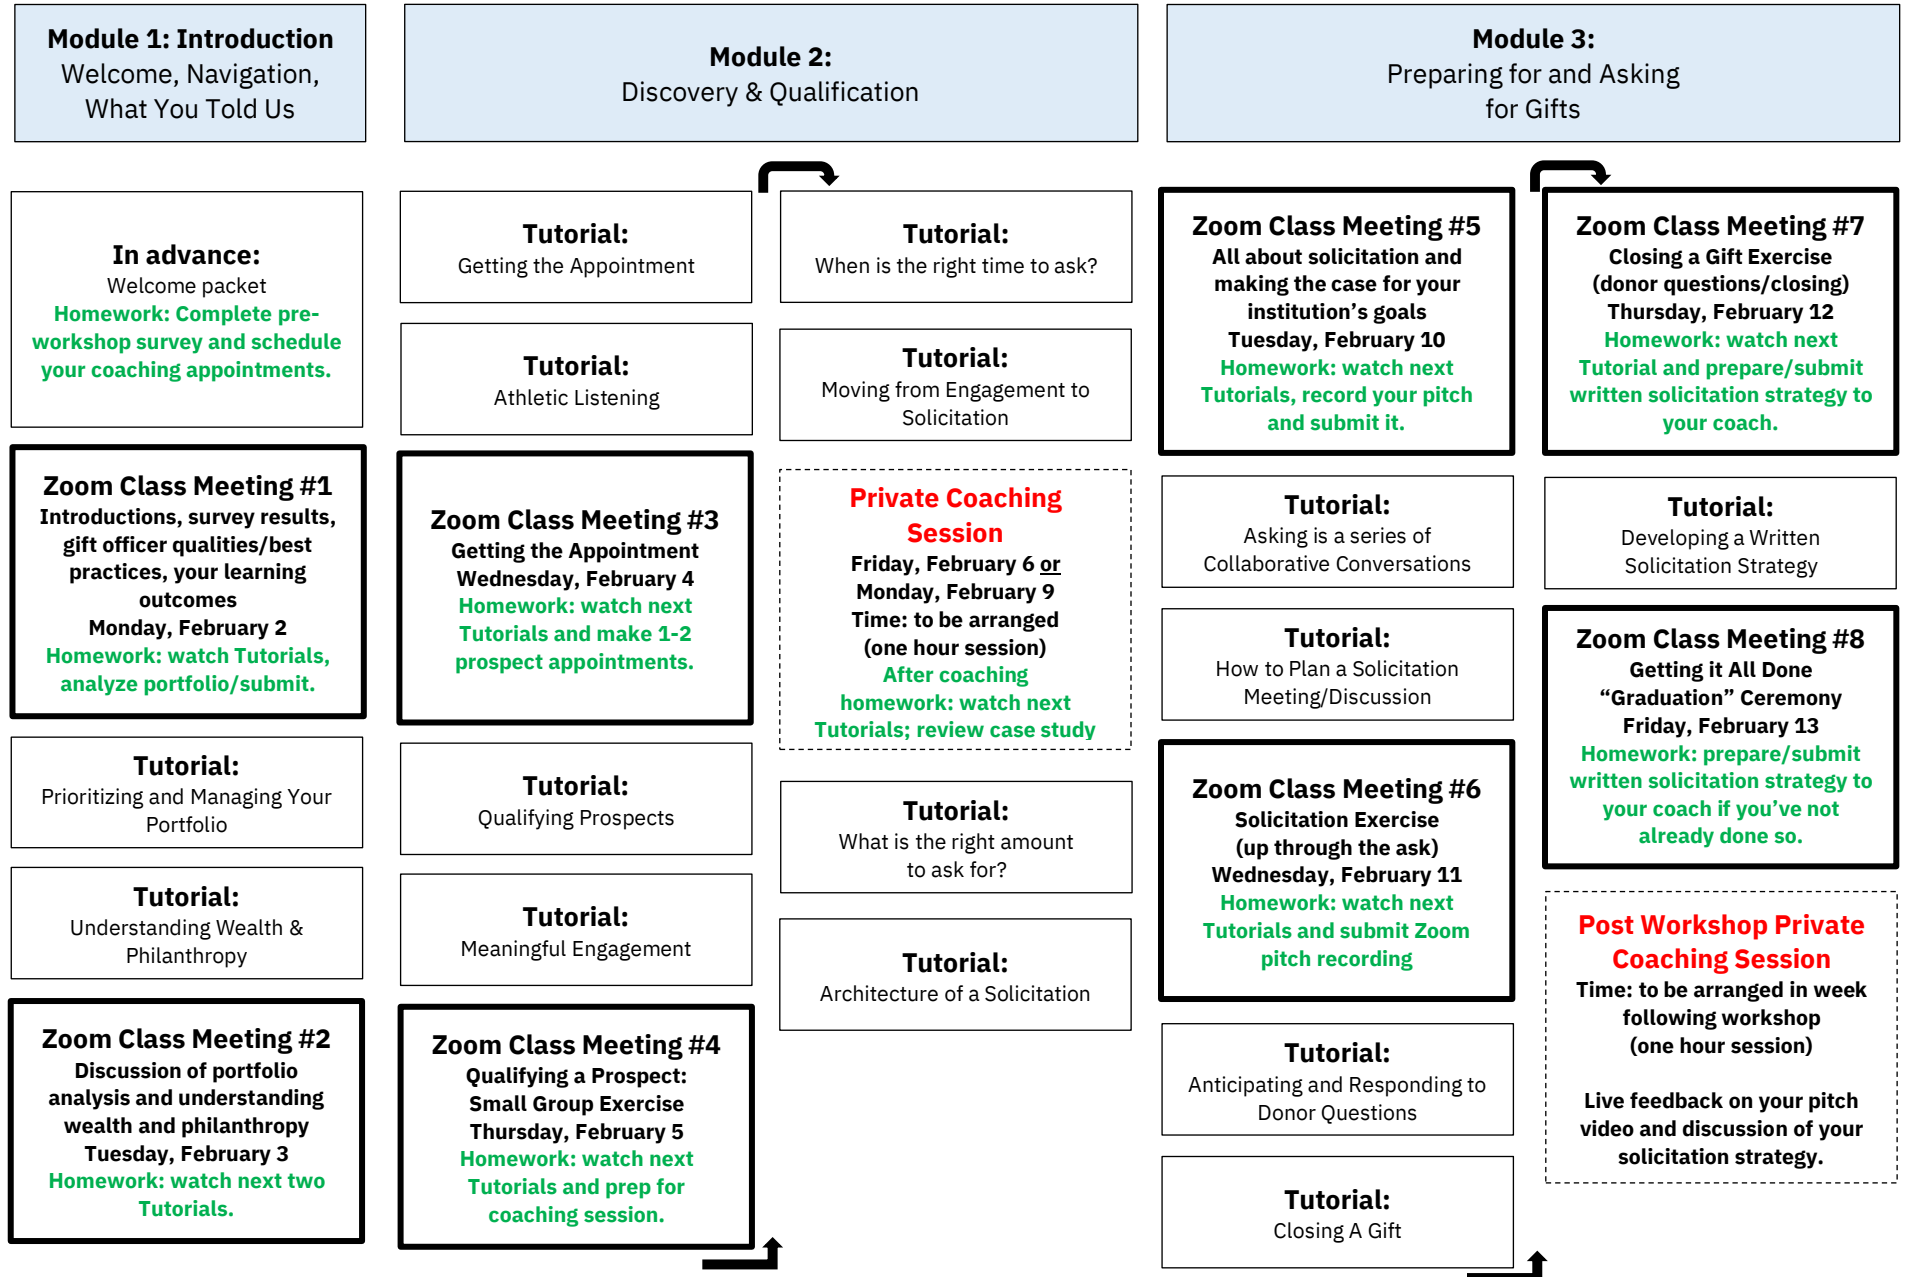 Module 1: Introduction
Welcome, Navigation,
What You Told Us
Module 2:
Discovery & Qualification
Module 3:
Preparing for and Asking
for Gifts
In advance:
Welcome packet
Homework: Complete pre-
workshop survey and schedule
your coaching appointments.
Zoom Class Meeting #1
Introductions, survey results,
gift officer qualities/best
practices, your learning
outcomes
Monday, February 2
Homework: watch Tutorials,
analyze portfolio/submit.
Tutorial:
Prioritizing and Managing Your
Portfolio
Tutorial:
Understanding Wealth &
Philanthropy
Zoom Class Meeting #2
Discussion of portfolio
analysis and understanding
wealth and philanthropy
Tuesday, February 3
Homework: watch next two
Tutorials.
Tutorial:
Getting the Appointment
Tutorial:
Athletic Listening
Zoom Class Meeting #3
Getting the Appointment
Wednesday, February 4
Homework: watch next
Tutorials and make 1-2
prospect appointments.
Tutorial:
Qualifying Prospects
Tutorial:
Meaningful Engagement
Zoom Class Meeting #4
Qualifying a Prospect:
Small Group Exercise
Thursday, February 5
Homework: watch next
Tutorials and prep for
coaching session.
Tutorial:
When is the right time to ask?
Tutorial:
Moving from Engagement to
Solicitation
Private Coaching
Session
Friday, February 6 or
Monday, February 9
Time: to be arranged
(one hour session)
After coaching
homework: watch next
Tutorials; review case study
Tutorial:
What is the right amount
to ask for?
Tutorial:
Architecture of a Solicitation
Zoom Class Meeting #5
All about solicitation and
making the case for your
institution’s goals
Tuesday, February 10
Homework: watch next
Tutorials, record your pitch
and submit it.
Tutorial:
Asking is a series of
Collaborative Conversations
Tutorial:
How to Plan a Solicitation
Meeting/Discussion
Zoom Class Meeting #6
Solicitation Exercise
(up through the ask)
Wednesday, February 11
Homework: watch next
Tutorials and submit Zoom
pitch recording
Tutorial:
Anticipating and Responding to
Donor Questions
Tutorial:
Closing A Gift
Zoom Class Meeting #7
Closing a Gift Exercise
(donor questions/closing)
Thursday, February 12
Homework: watch next
Tutorial and prepare/submit
written solicitation strategy to
your coach.
Tutorial:
Developing a Written
Solicitation Strategy
Zoom Class Meeting #8
Getting it All Done
“Graduation” Ceremony
Friday, February 13
Homework: prepare/submit
written solicitation strategy to
your coach if you’ve not
already done so.
Post Workshop Private
Coaching Session
Time: to be arranged in week
following workshop
(one hour session)
Live feedback on your pitch
video and discussion of your
solicitation strategy.